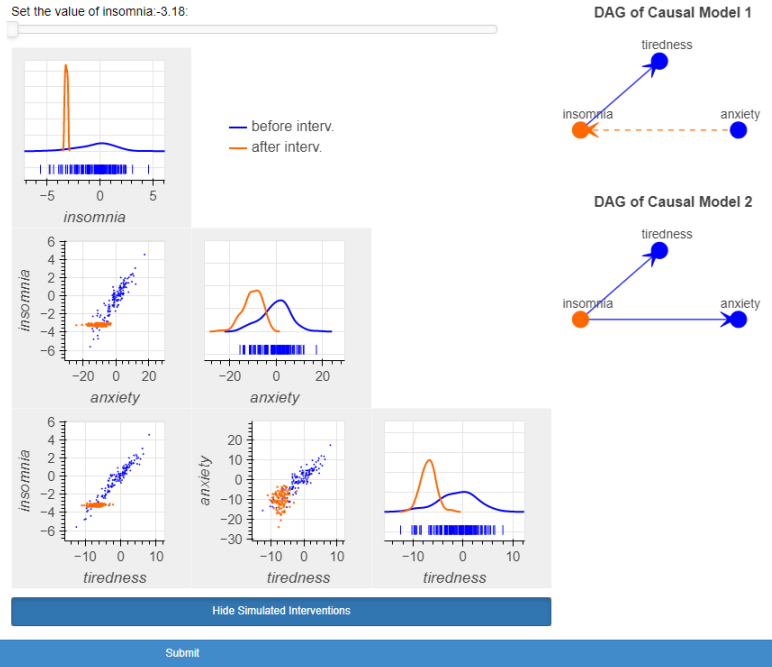 Set the value of insomnia:-3.18:
DAG of Causal Model 1
tiredness
insomnia
anxiety
before interv.
after interv.
−5 0 5
insomnia
DAG of Causal Model 2
tiredness
insomnia
anxiety
insomnia
6
4
2
0
−2
−4
−6
−20 0 20
anxiety
−20 0 20
anxiety
insomnia
6
4
2
0
−2
−4
−6
−10 0 10
tiredness
anxiety
20
10
0
−10
−20
−30
−10 0 10
tiredness
−10 0 10
tiredness
Hide Simulated Interventions
Submit